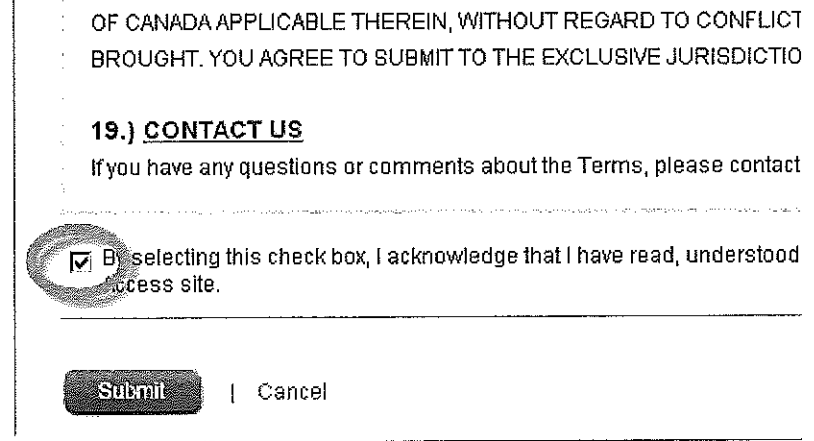 OF CANADA APPLICABLE THEREIN, WITHOUT REGARD TO CONFLICT
BROUGHT. YOU AGREE TO SUBMIT TO THE EXCLUSIVE JURISDICTIO
19.) CONTACT US
If you have any questions or comments about the Terms, please contact
By selecting this check box, I acknowledge that I have read, understood
Access site.
Submit | Cancel